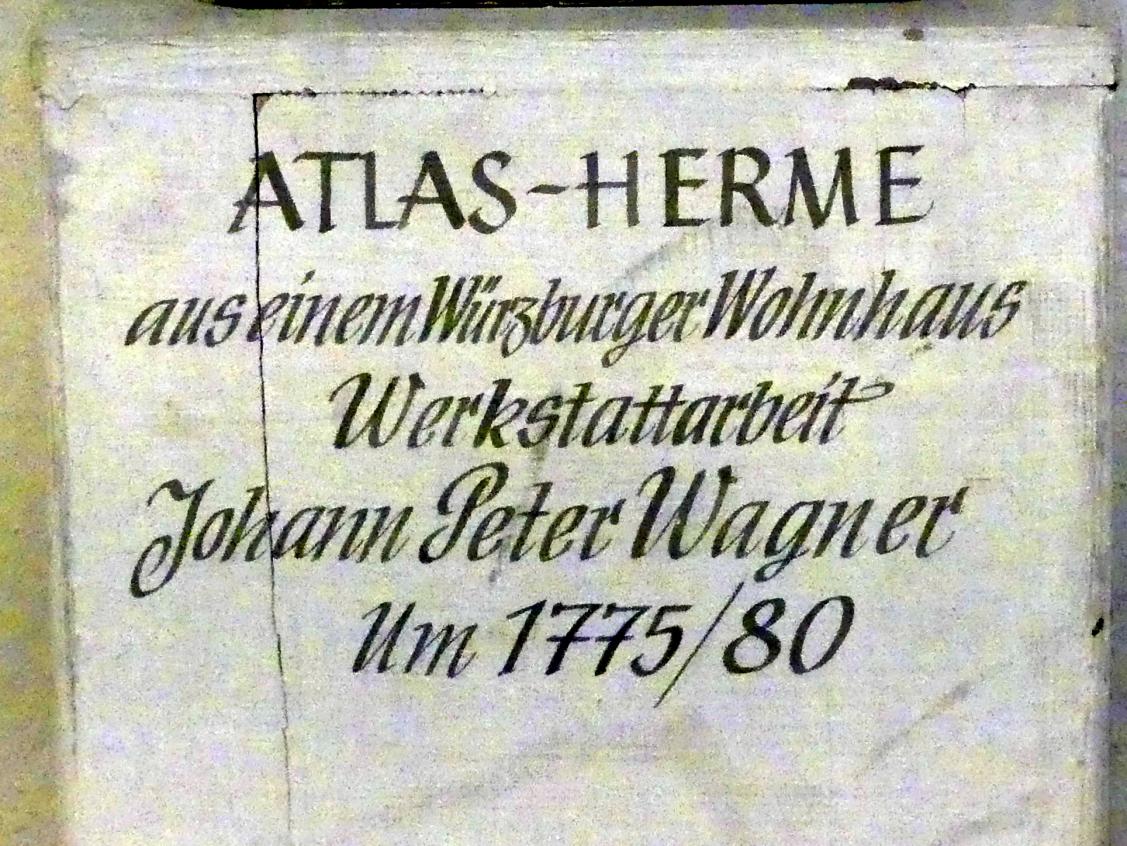 ATLAS-HERME
aus einem Würzburger Wohnhaus
Werkstattarbeit
Johann Peter Wagner
Um 1775/80